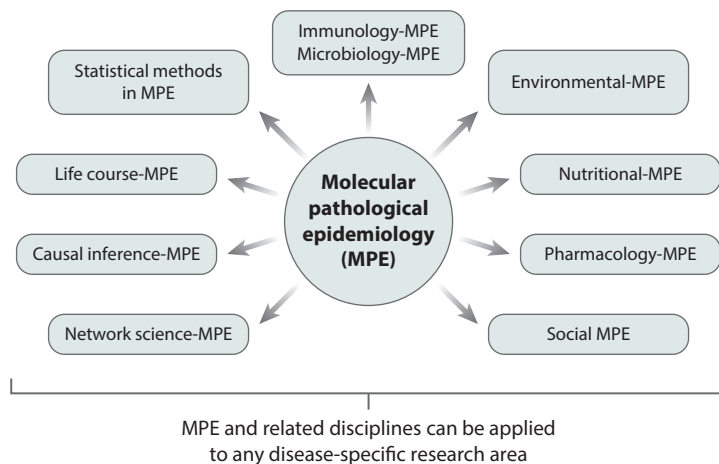 Immunology-MPE
Microbiology-MPE
Statistical methods
in MPE
Environmental-MPE
Life course-MPE
Molecular
pathological
epidemiology
(MPE)
Nutritional-MPE
Causal inference-MPE
Pharmacology-MPE
Network science-MPE
Social MPE
MPE and related disciplines can be applied
to any disease-specific research area